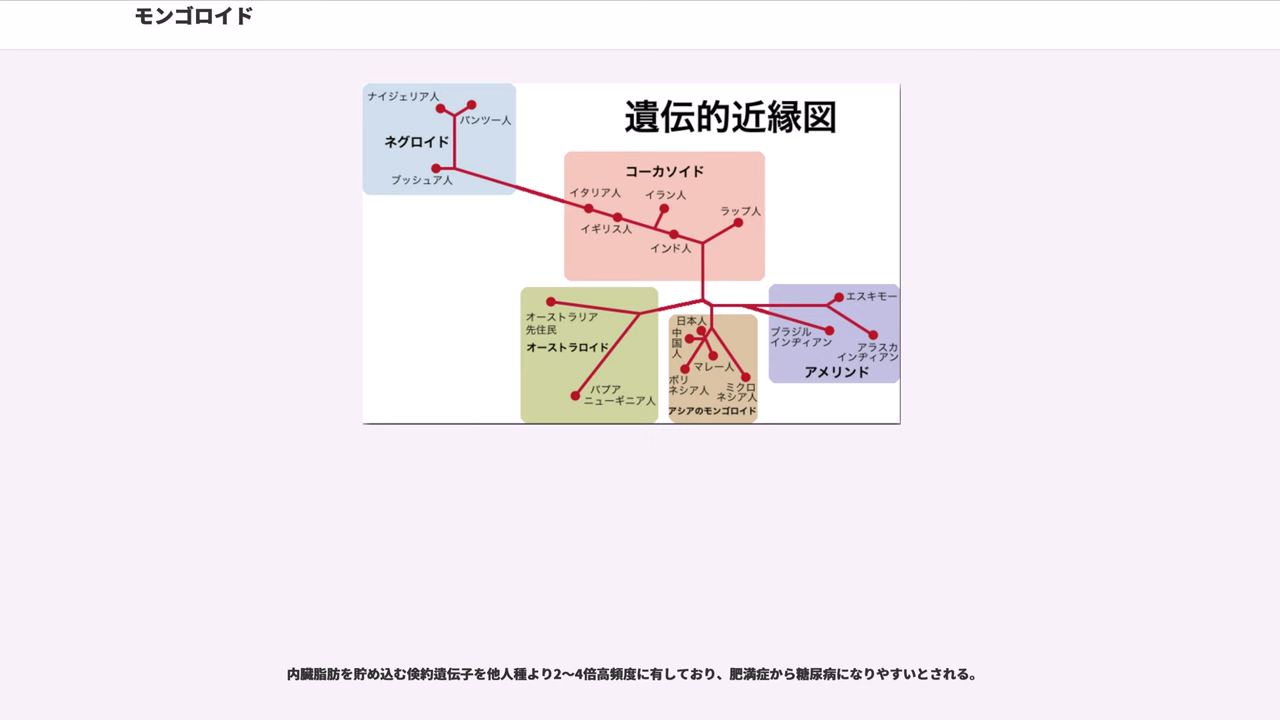 モンゴロイド
遺伝的近縁図
ナイジェリア人
バンツー人
ネグロイド
ブッシュア人
コーカソイド
イタリア人
イラン人
イギリス人
ラップ人
インド人
オーストラリア
先住民
オーストラロイド
パプア
ニューギニア人
日本人
中
国
人
マレー人
ポリ
ネシア人
ミクロ
ネシア人
アジアのモンゴロイド
エスキモー
ブラジル
インディアン
アラスカ
インディアン
アメリンド
内臓脂肪を貯め込む倹約遺伝子を他人種より2〜4倍高頻度に有しており、肥満症から糖尿病になりやすいとされる。